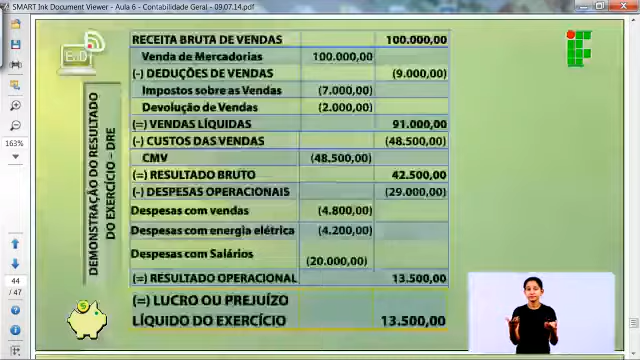 SMART Ink Document Viewer - Aula 6 - Contabilidade Geral - 09.07.14.pdf
E.D
163%
44
/ 47
DEMONSTRAÇÃO DO RESULTADO
DO EXERCÍCIO – DRE
RECEITA BRUTA DE VENDAS 100.000,00
Venda de Mercadorias 100.000,00
(-) DEDUÇÕES DE VENDAS (9.000,00)
Impostos sobre as Vendas (7.000,00)
Devolução de Vendas (2.000,00)
(=) VENDAS LÍQUIDAS 91.000,00
(-) CUSTOS DAS VENDAS (48.500,00)
CMV (48.500,00)
(=) RESULTADO BRUTO 42.500,00
(-) DESPESAS OPERACIONAIS (29.000,00)
Despesas com vendas (4.800,00)
Despesas com energia elétrica (4.200,00)
Despesas com Salários (20.000,00)
(=) RESULTADO OPERACIONAL 13.500,00
(=) LUCRO OU PREJUÍZO
LÍQUIDO DO EXERCÍCIO 13.500,00